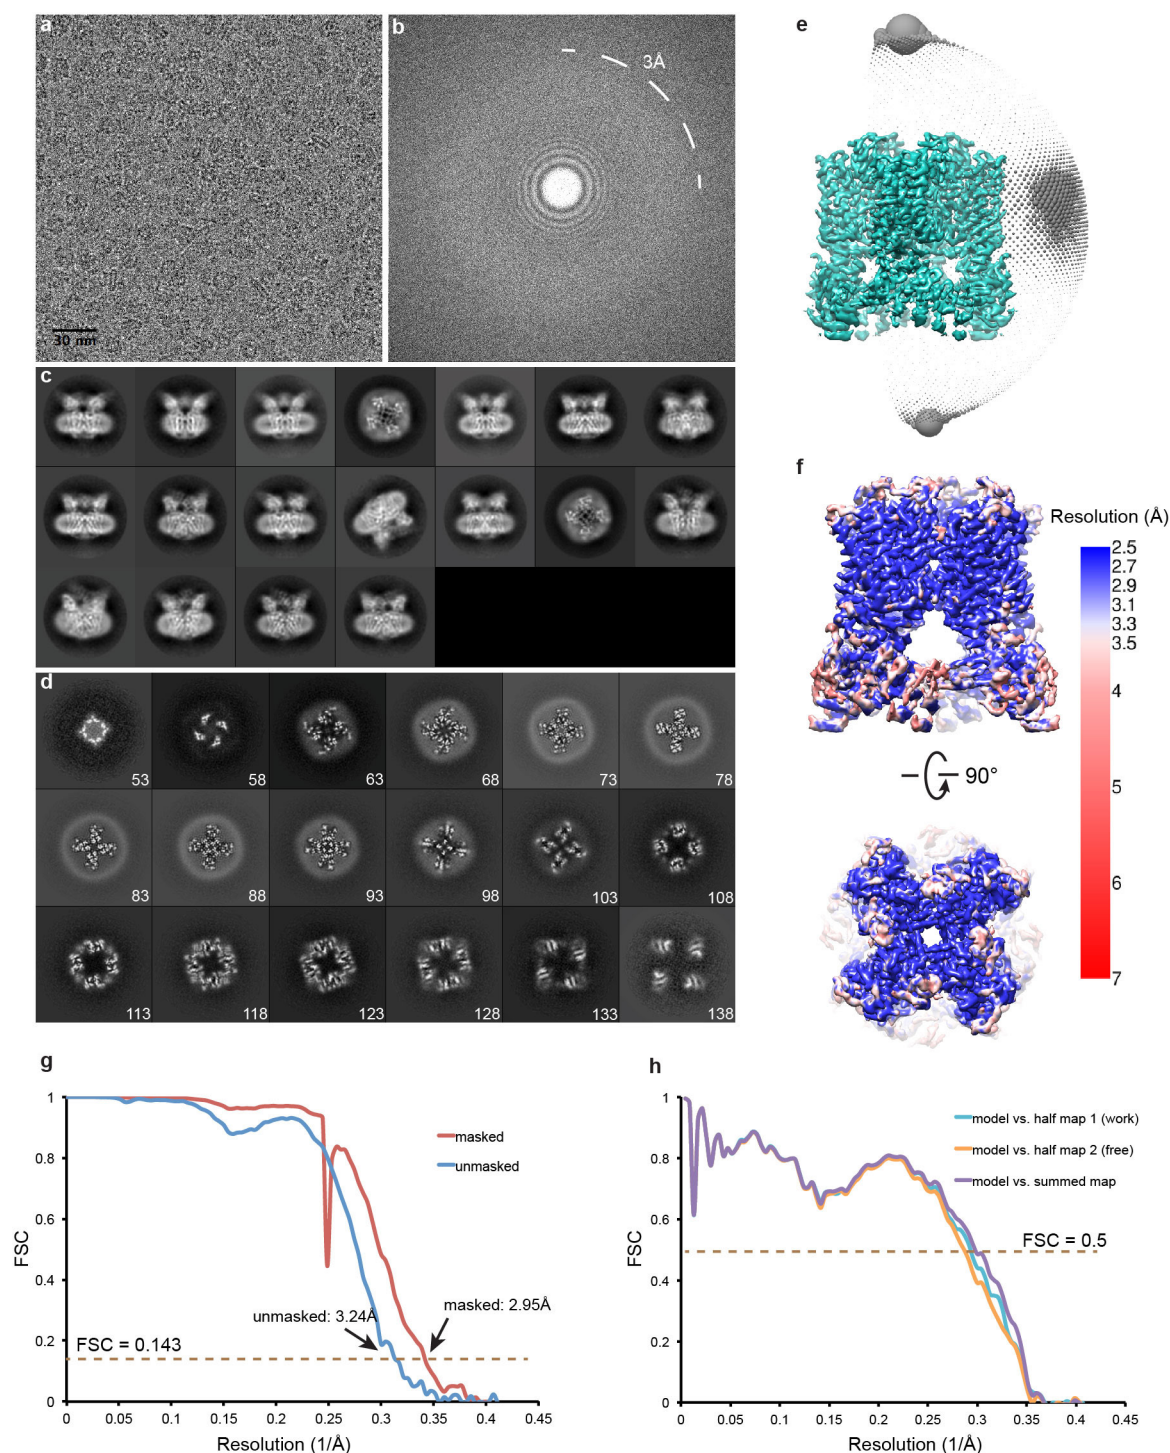 a
30 nm
b
3Å
c
d
53
58
63
68
73
78
83
88
93
98
103
108
113
118
123
128
133
138
e
f
Resolution (Å)
2.5
2.7
2.9
3.1
3.3
3.5
4
5
6
7
90°
g
1
0.8
0.6
0.4
0.2
0
FSC
masked
unmasked
unmasked: 3.24Å
masked: 2.95Å
FSC = 0.143
0
0.05
0.1
0.15
0.2
0.25
0.3
0.35
0.4
0.45
Resolution (1/Å)
h
1
0.8
0.6
0.4
0.2
0
FSC
model vs. half map 1 (work)
model vs. half map 2 (free)
model vs. summed map
FSC = 0.5
0
0.05
0.1
0.15
0.2
0.25
0.3
0.35
0.4
0.45
Resolution (1/Å)